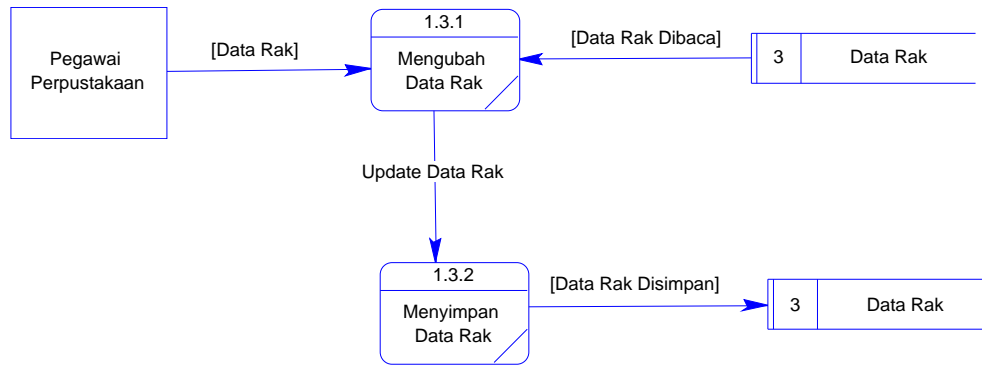 Pegawai
Perpustakaan
[Data Rak]
1.3.1
Mengubah
Data Rak
[Data Rak Dibaca]
3
Data Rak
Update Data Rak
1.3.2
Menyimpan
Data Rak
[Data Rak Disimpan]
3
Data Rak